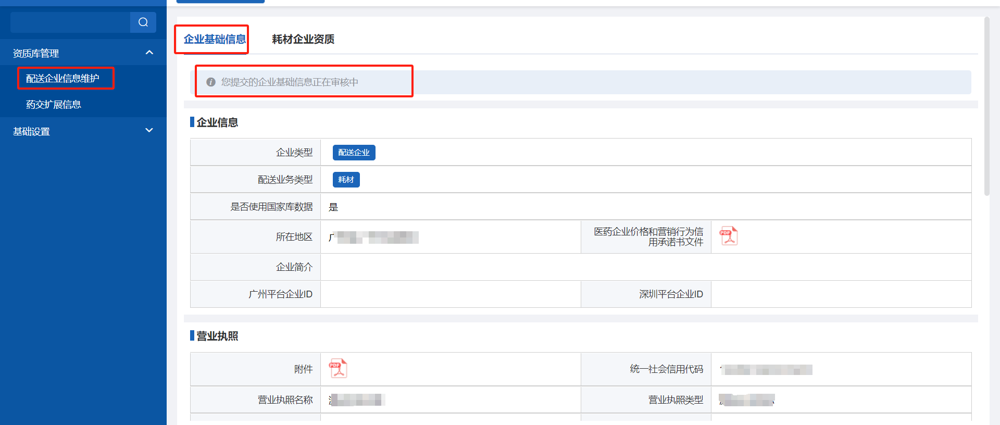 资质库管理
配送企业信息维护
药交扩展信息
基础设置
企业基础信息 耗材企业资质
您提交的企业基础信息正在审核中
企业信息
企业类型 配送企业
配送业务类型 耗材
是否使用国家库数据 是
所在地区
医药企业价格和营销行为信
用承诺书文件
PDF
企业简介
广州平台企业ID 深圳平台企业ID
营业执照
附件 PDF 统一社会信用代码
营业执照名称 营业执照类型